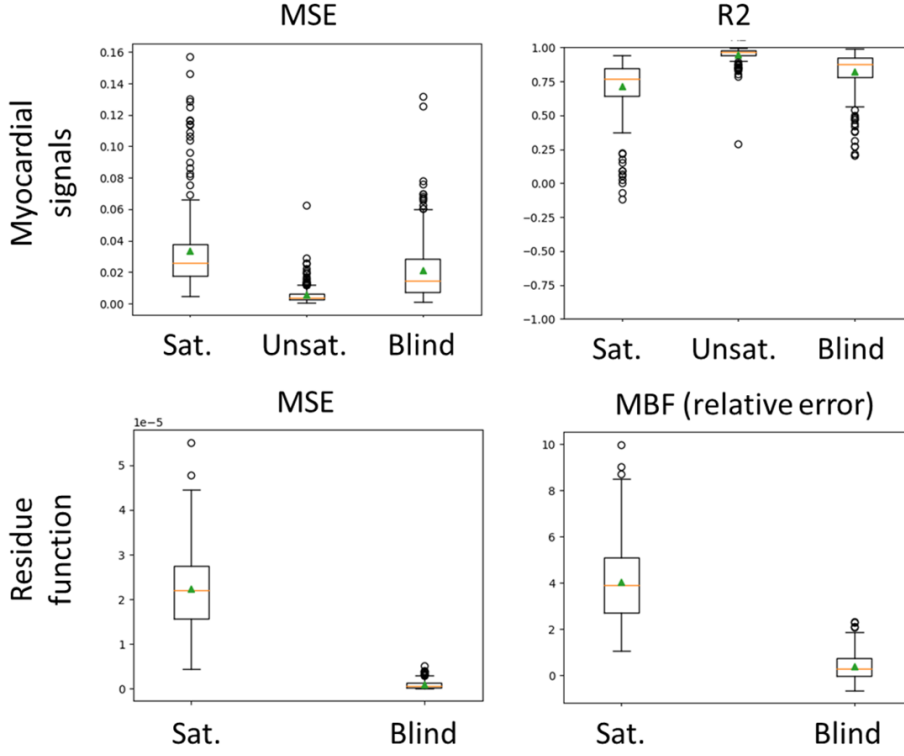 MSE
R2
Myocardial
signals
0.16
0.14
0.12
0.10
0.08
0.06
0.04
0.02
0.00
Sat. Unsat. Blind
1.00
0.75
0.50
0.25
0.00
−0.25
−0.50
−0.75
−1.00
Sat. Unsat. Blind
MSE
MBF (relative error)
Residue
function
1e−5
5
4
3
2
1
0
Sat. Blind
10
8
6
4
2
0
Sat. Blind